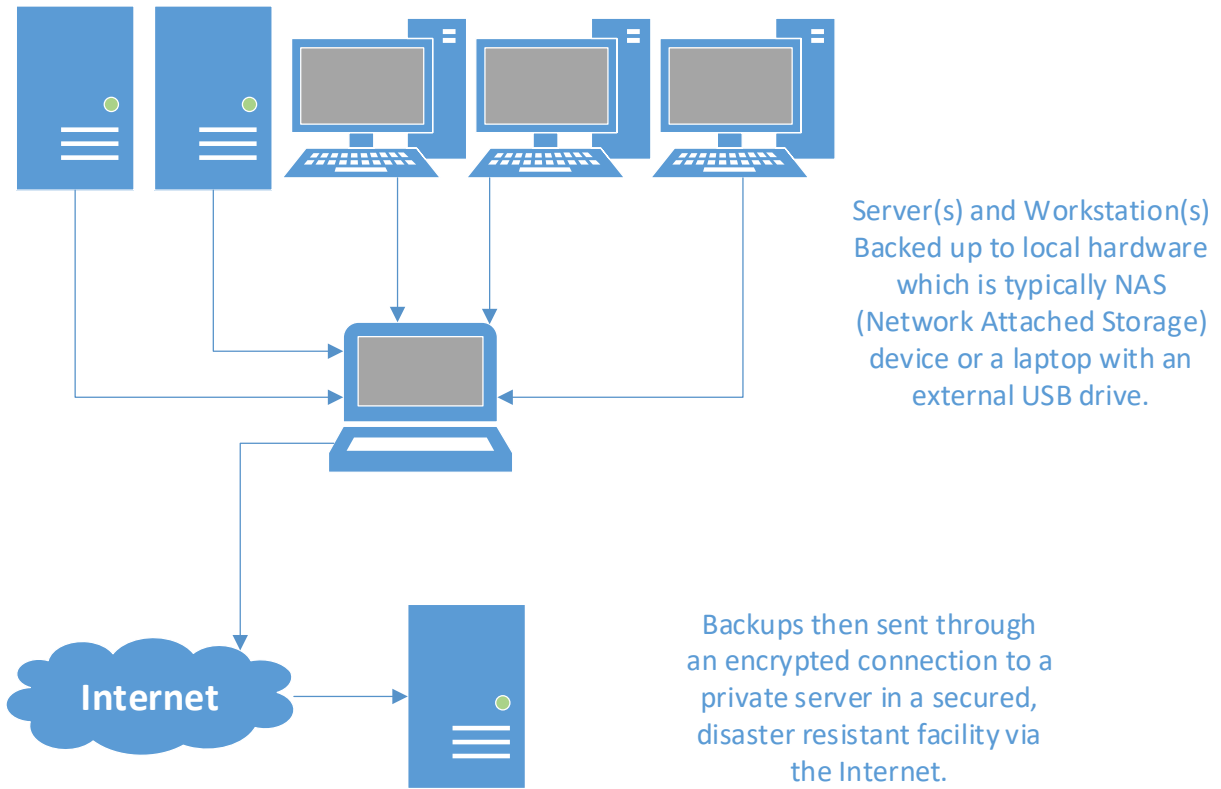 Server(s) and Workstation(s)
Backed up to local hardware
which is typically NAS
(Network Attached Storage)
device or a laptop with an
external USB drive.
Internet
Backups then sent through
an encrypted connection to a
private server in a secured,
disaster resistant facility via
the Internet.